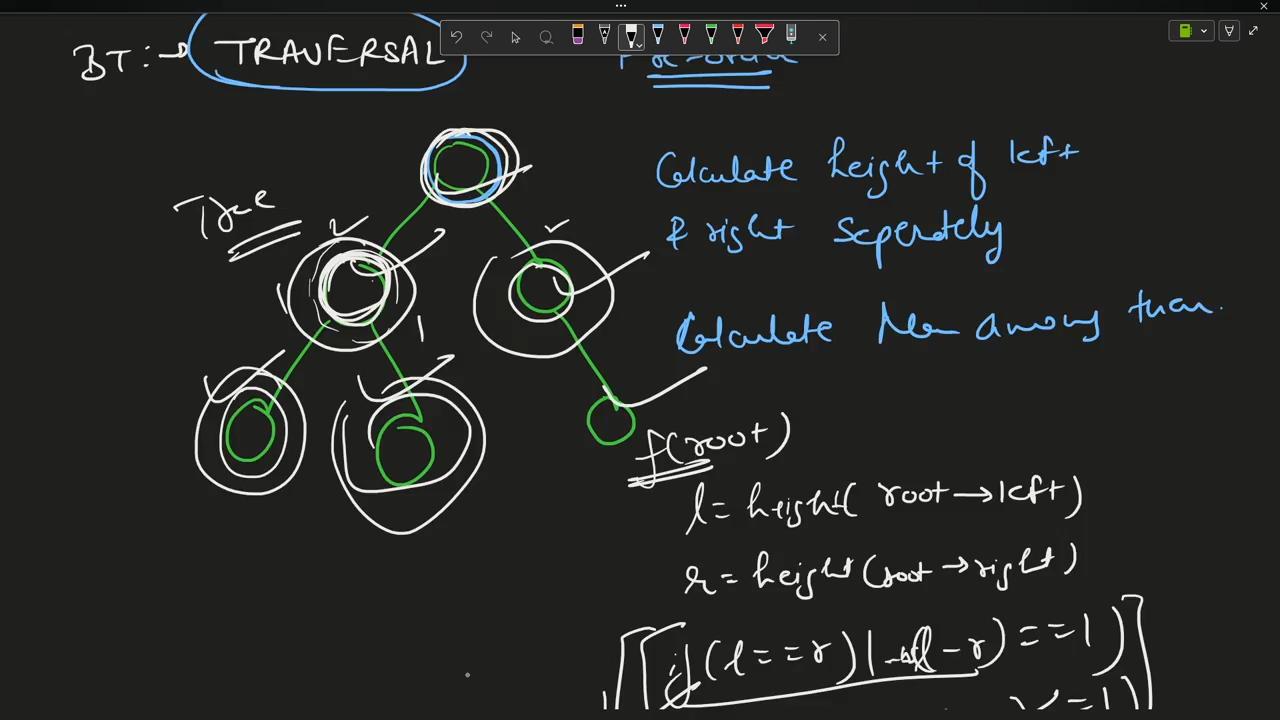 BT:→ TRAVERSAL
Tree
Calculate height of left
& right Seperately
Calculate Max among them.
f(root)
l = height( root → left)
r = height (root → right)
if (l == r) | l - r) == 1)